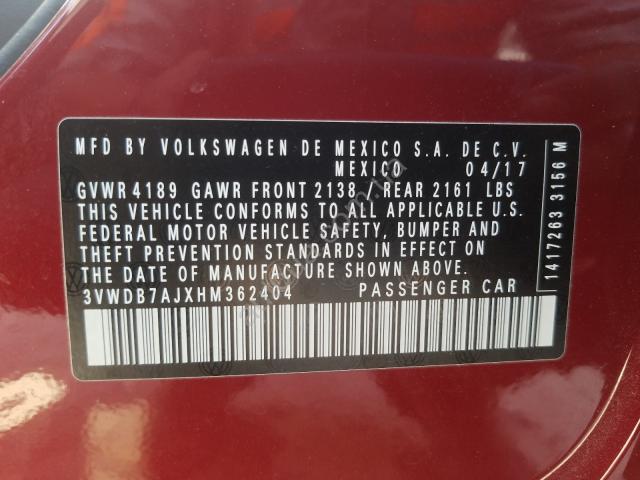 MFD BY VOLKSWAGEN DE MEXICO S.A. DE C.V.
MEXICO 04/17
GVWR 4189 GAWR FRONT 2138 - REAR 2161 LBS
THIS VEHICLE CONFORMS TO ALL APPLICABLE U.S.
FEDERAL MOTOR VEHICLE SAFETY, BUMPER AND
THEFT PREVENTION STANDARDS IN EFFECT ON
THE DATE OF MANUFACTURE SHOWN ABOVE.
3VWDB7AJXHM362404 PASSENGER CAR
1417263 3156 M